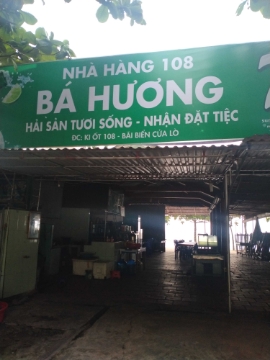 NHÀ HÀNG 108
BÁ HƯƠNG
HẢI SẢN TƯƠI SỐNG - NHẬN ĐẶT TIỆC
ĐC: KI ỐT 108 - BÃI BIỂN CỬA LÒ